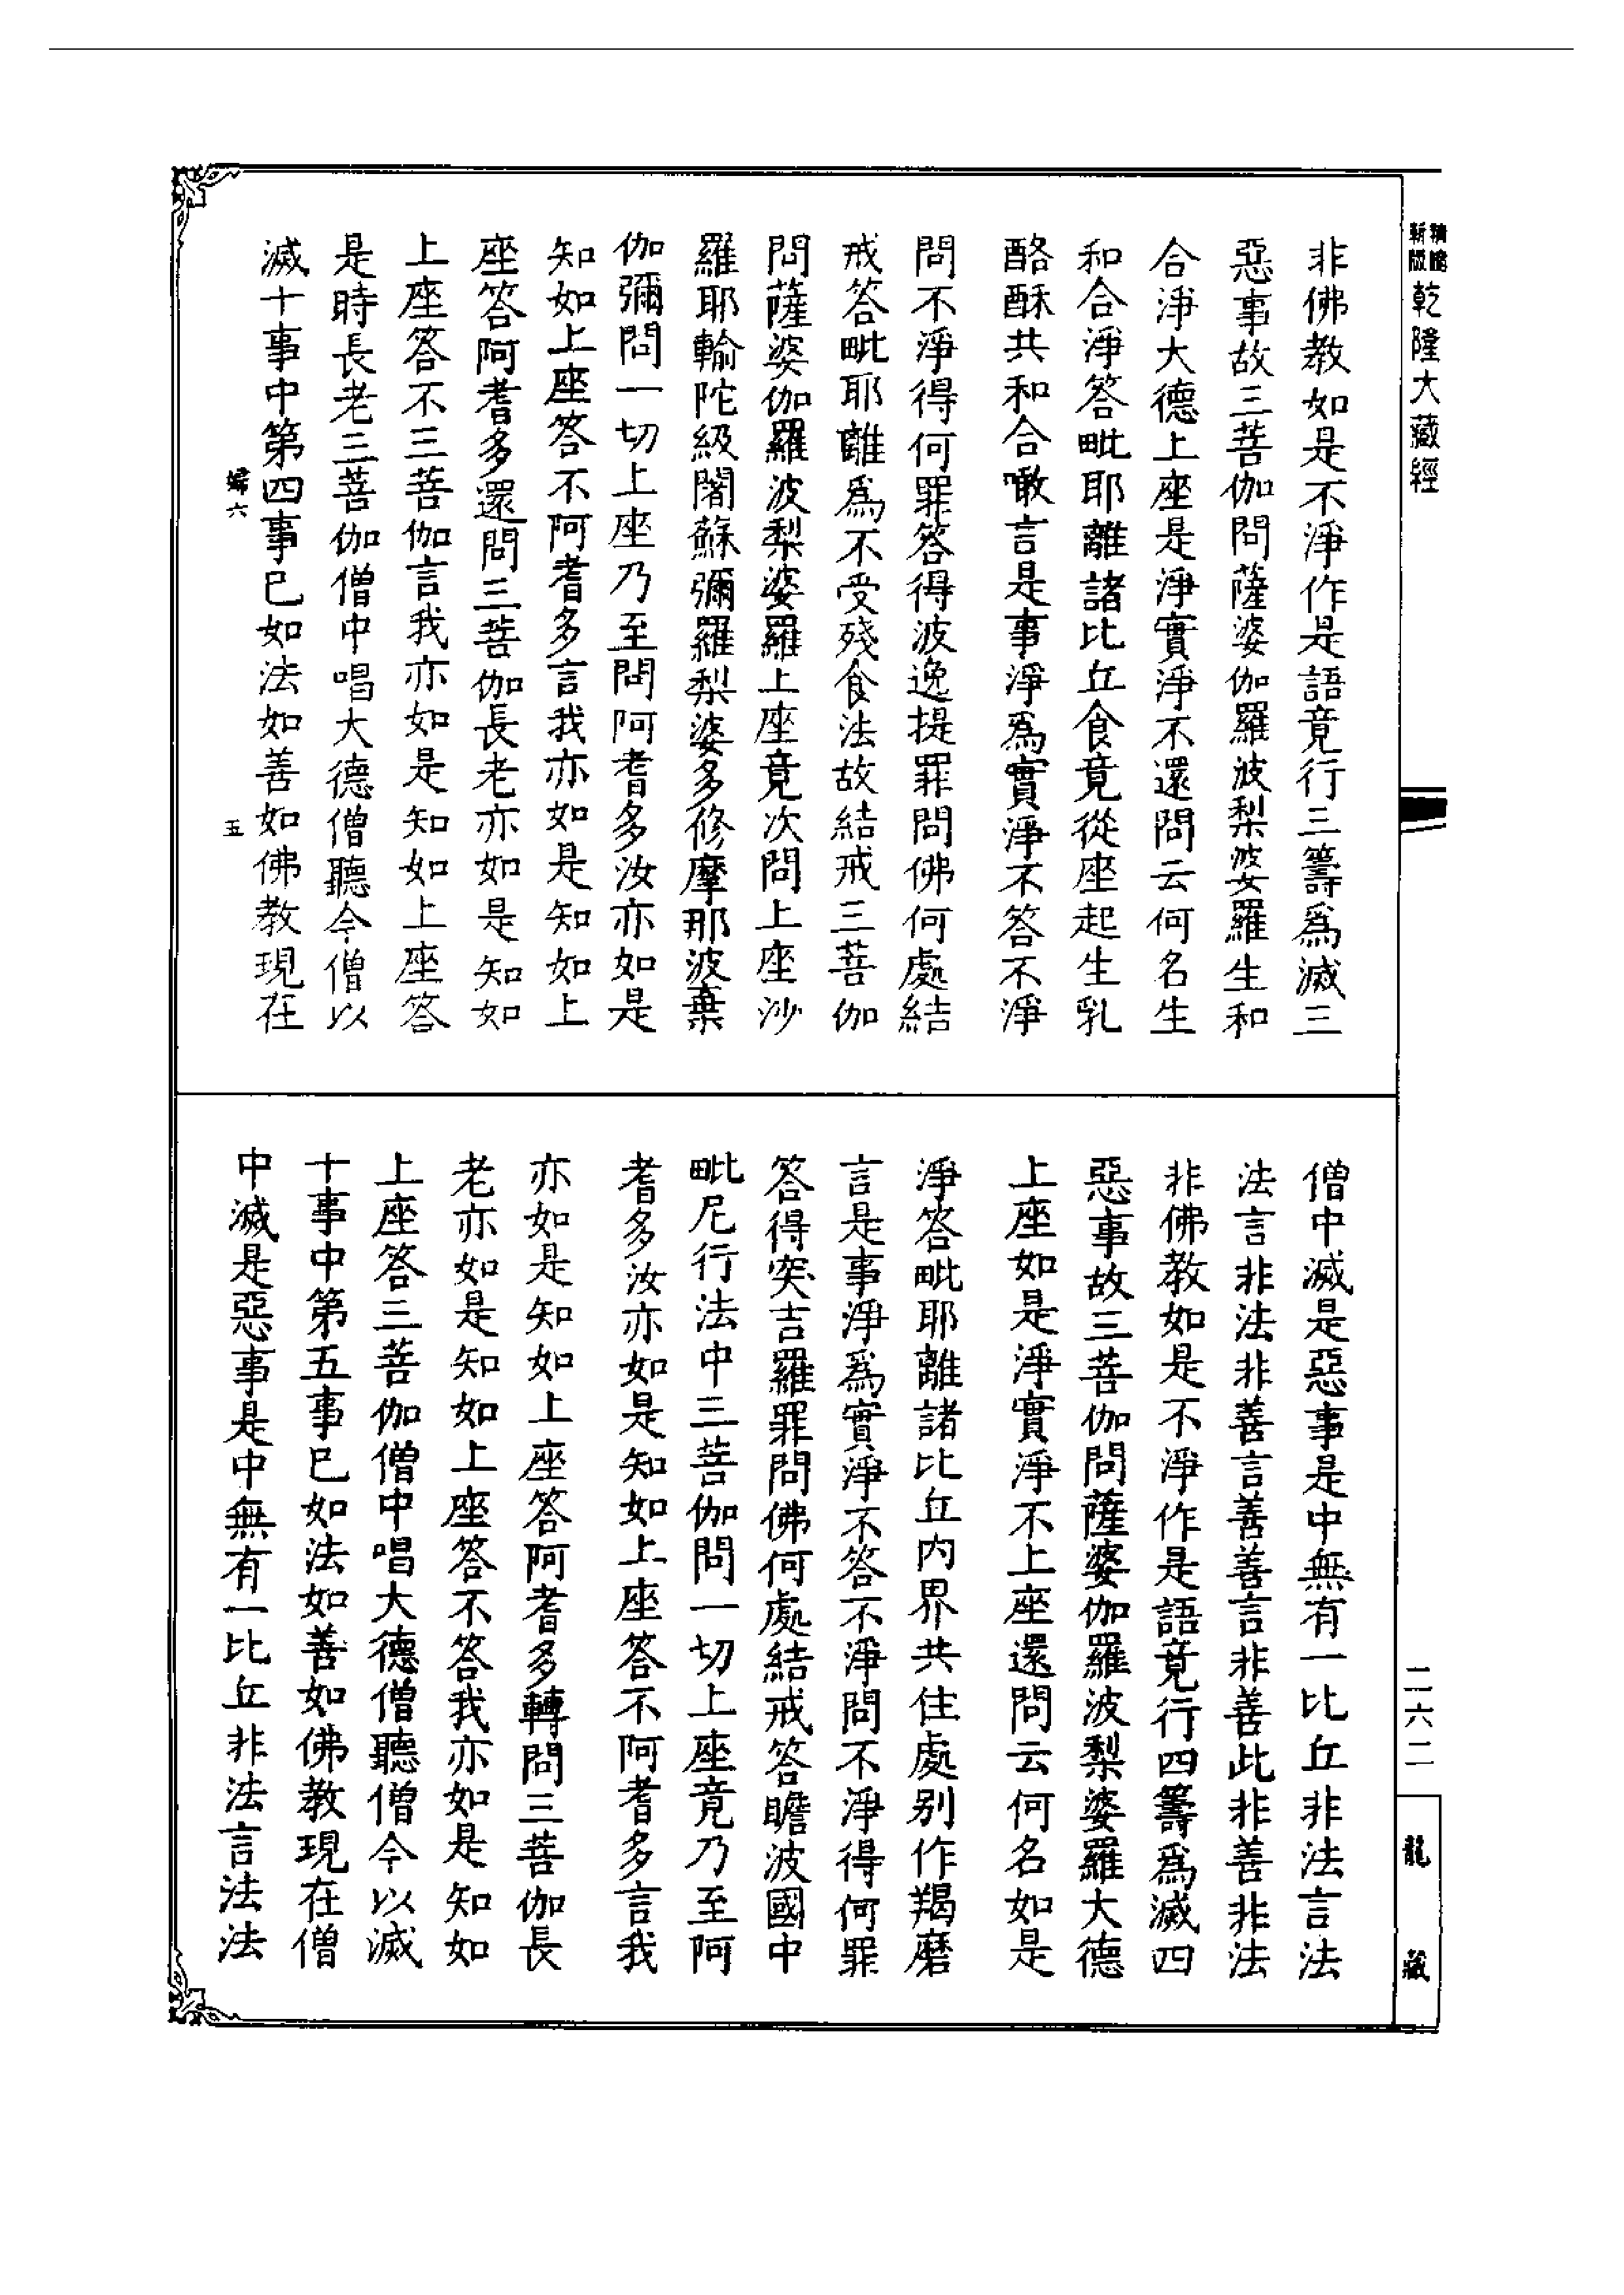 新版精雕乾隆大藏經
非佛教如是不淨作是語竟行三籌爲滅三
惡事故三菩伽問薩婆伽羅波梨婆羅生和
合淨大德上座是淨實淨不還問云何名生
和合淨答毗耶離諸比丘食竟從座起生乳
酪酥共和合噉言是事淨爲實淨不答不淨
問不淨得何罪答得波逸提罪問佛何處結
戒答毗耶離爲不受殘食法故結戒三菩伽
問薩婆伽羅波梨婆羅上座竟次問上座沙
羅耶輸陀級闍蘇彌羅梨婆多修摩那波棄
伽彌問一切上座乃至問阿耆多汝亦如是
知如上座答不阿耆多言我亦如是知如上
座答阿耆多還問三菩伽長老亦如是知如
上座答不三菩伽言我亦如是知如上座答
是時長老三菩伽僧中唱大德僧聽今僧以
滅十事中第四事已如法如善如佛教現在
婦六
五
僧中滅是惡事是中無有一比丘非法言法
法言非法非善言善善言非善此非善非法
非佛教如是不淨作是語竟行四籌爲滅四
惡事故三菩伽問薩婆伽羅波梨婆羅大德
上座如是淨實淨不上座還問云何名如是
淨答毗耶離諸比丘內界共住處別作羯磨
言是事淨爲實淨不答不淨問不淨得何罪
答得突吉羅罪問佛何處結戒答瞻波國中
毗尼行法中三菩伽問一切上座竟乃至阿
耆多汝亦如是知如上座答不阿耆多言我
亦如是知如上座答阿耆多轉問三菩伽長
老亦如是知如上座答不答我亦如是知如
上座答三菩伽僧中唱大德僧聽僧今以滅
十事中第五事已如法如善如佛教現在僧
中滅是惡事是中無有一比丘非法言法法
二六二
龍藏